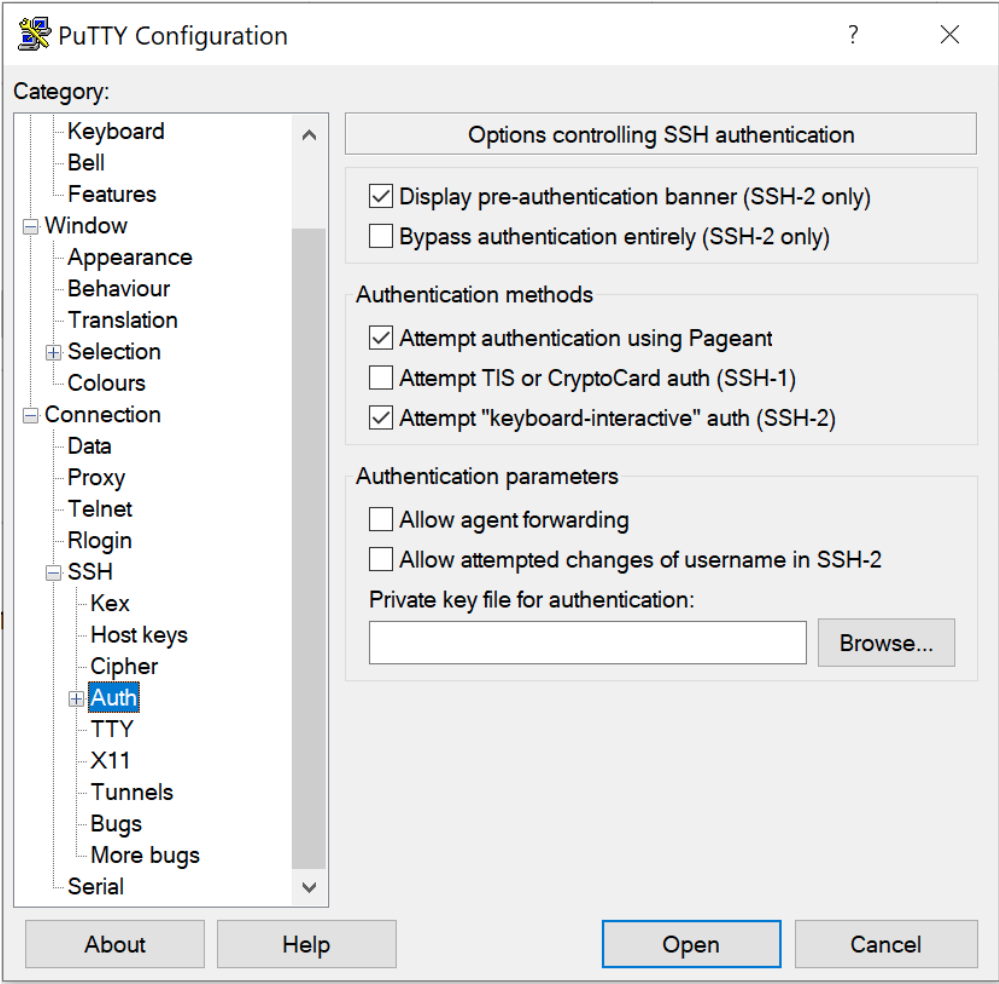 PuTTY Configuration
?
Category:
Keyboard
Bell
Features
Window
Appearance
Behaviour
Translation
Selection
Colours
Connection
Data
Proxy
Telnet
Rlogin
SSH
Kex
Host keys
Cipher
Auth
TTY
X11
Tunnels
Bugs
More bugs
Serial
Options controlling SSH authentication
Display pre-authentication banner (SSH-2 only)
Bypass authentication entirely (SSH-2 only)
Authentication methods
Attempt authentication using Pageant
Attempt TIS or CryptoCard auth (SSH-1)
Attempt "keyboard-interactive" auth (SSH-2)
Authentication parameters
Allow agent forwarding
Allow attempted changes of username in SSH-2
Private key file for authentication:
Browse...
About
Help
Open
Cancel